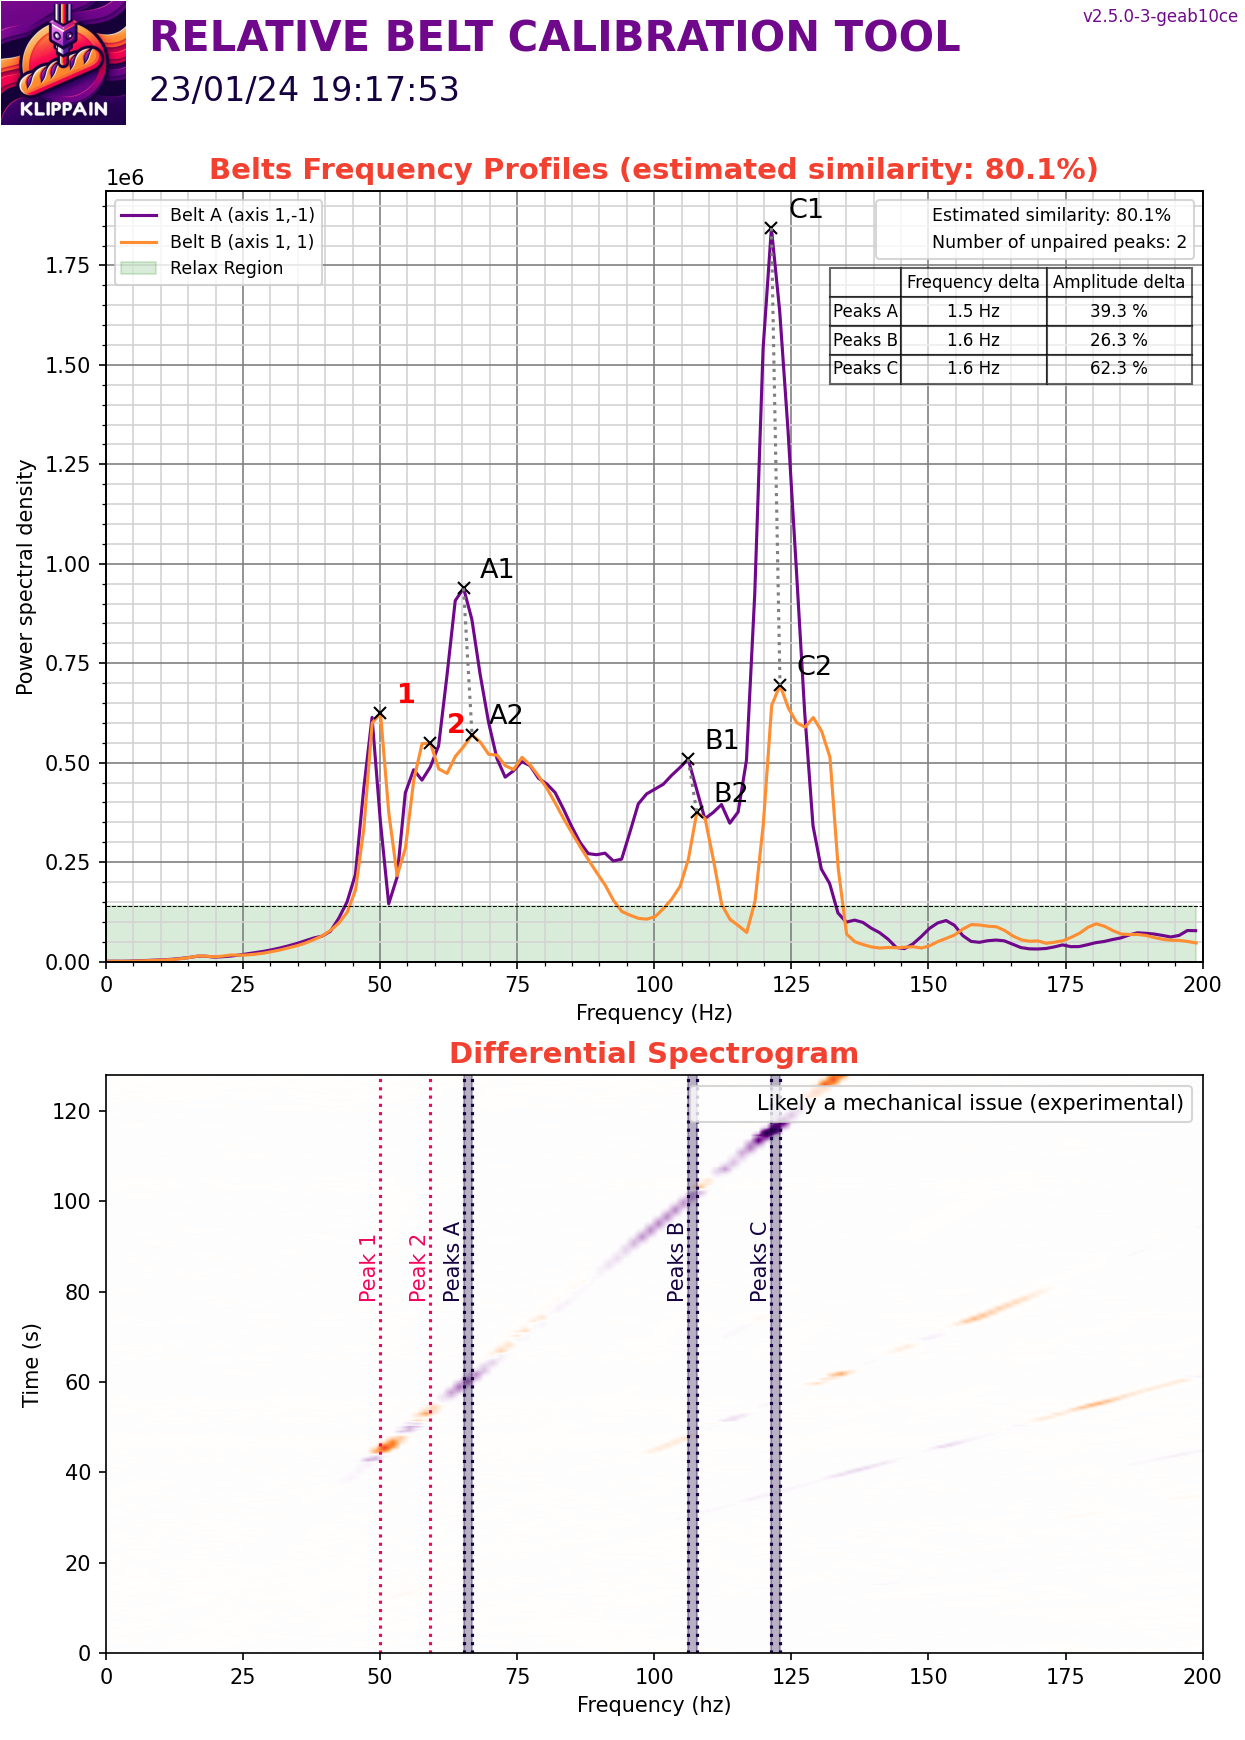 KLIPPAIN
RELATIVE BELT CALIBRATION TOOL
23/01/24 19:17:53
v2.5.0-3-geab10ce
Belts Frequency Profiles (estimated similarity: 80.1%)
1e6
Belt A (axis 1,-1)
Belt B (axis 1, 1)
Relax Region
Estimated similarity: 80.1%
Number of unpaired peaks: 2
Frequency delta Amplitude delta
Peaks A 1.5 Hz 39.3 %
Peaks B 1.6 Hz 26.3 %
Peaks C 1.6 Hz 62.3 %
C1
A1
1
2
A2
C2
B1
B2
Power spectral density
1.75
1.50
1.25
1.00
0.75
0.50
0.25
0.00
0 25 50 75 100 125 150 175 200
Frequency (Hz)
Differential Spectrogram
Likely a mechanical issue (experimental)
Peak 1
Peak 2
Peaks A
Peaks B
Peaks C
Time (s)
120
100
80
60
40
20
0
0 25 50 75 100 125 150 175 200
Frequency (hz)